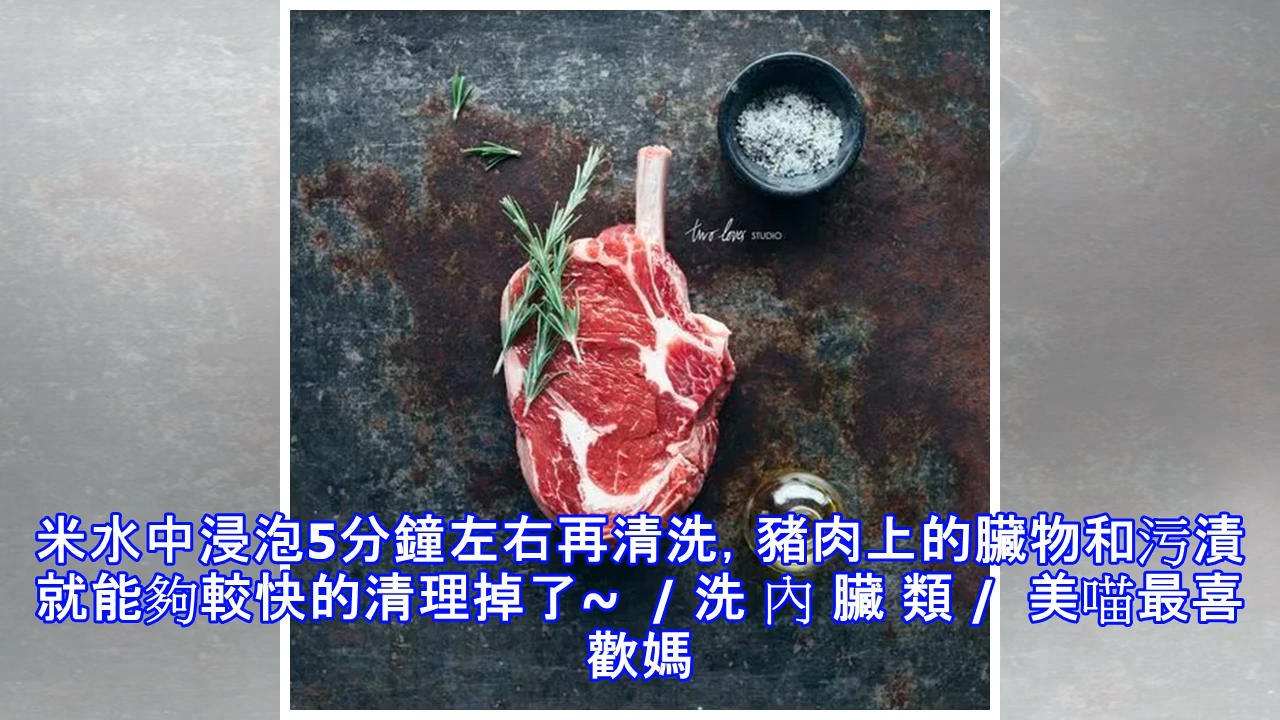 two lover STUDIO
米水中浸泡5分鐘左右再清洗，豬肉上的臟物和污漬
就能夠較快的清理掉了~ / 洗 內 臟 類 / 美喵最喜
歡媽